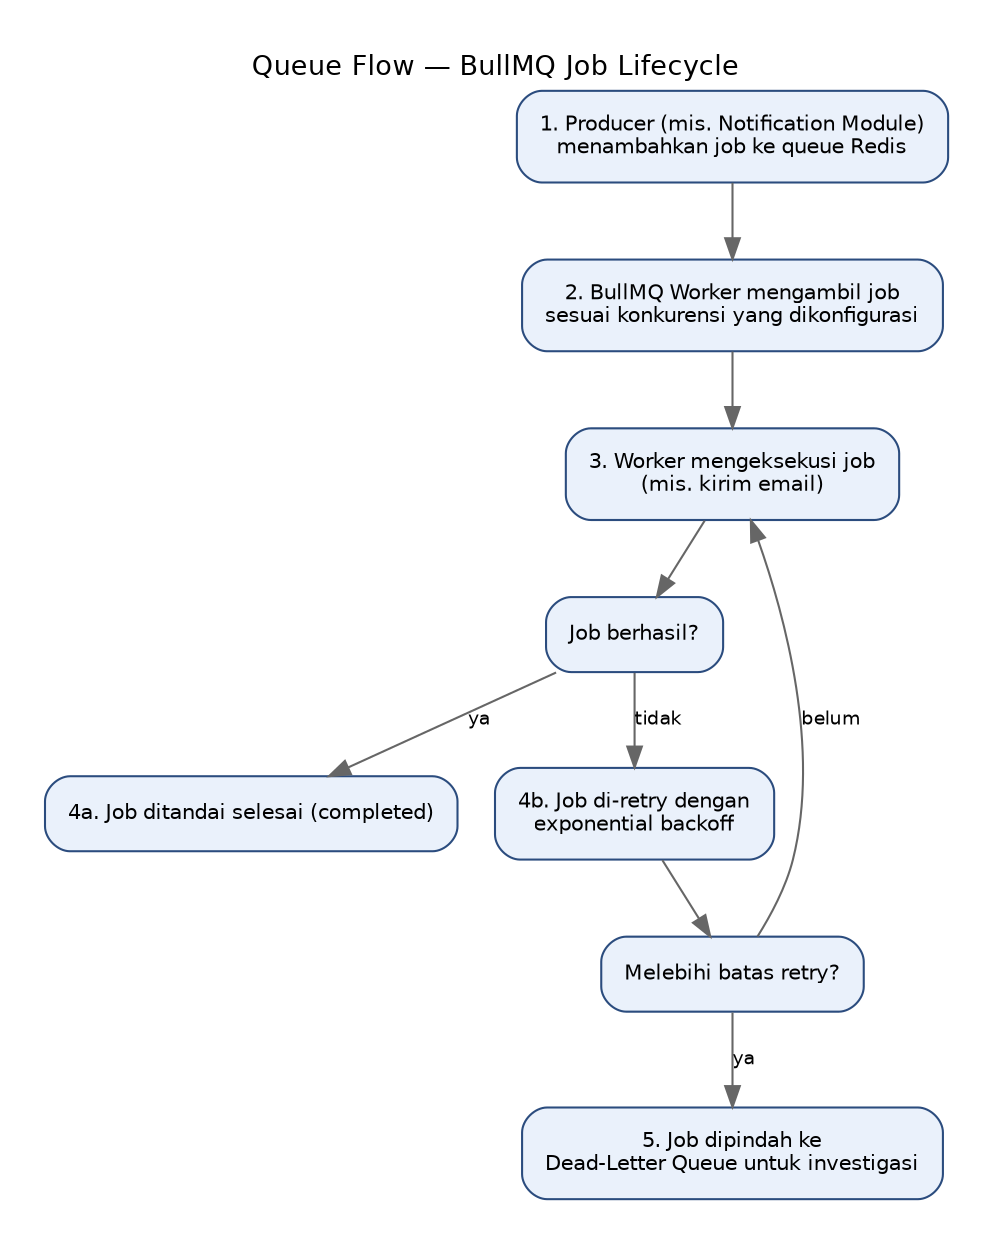 Queue Flow — BullMQ Job Lifecycle
1. Producer (mis. Notification Module)
menambahkan job ke queue Redis
2. BullMQ Worker mengambil job
sesuai konkurensi yang dikonfigurasi
3. Worker mengeksekusi job
(mis. kirim email)
Job berhasil?
ya
tidak
belum
4a. Job ditandai selesai (completed)
4b. Job di-retry dengan
exponential backoff
Melebihi batas retry?
ya
5. Job dipindah ke
Dead-Letter Queue untuk investigasi